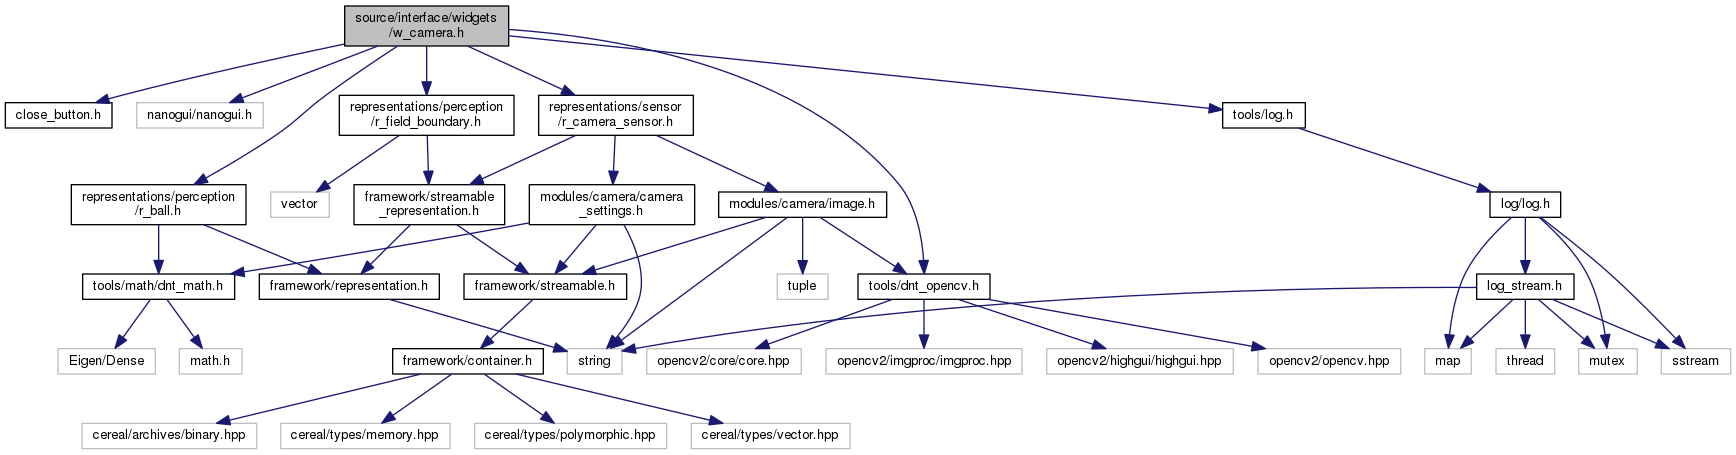 source/interface/widgets
/w_camera.h
close_button.h
nanogui/nanogui.h
representations/perception
/r_field_boundary.h
representations/sensor
/r_camera_sensor.h
tools/log.h
representations/perception
/r_ball.h
vector
framework/streamable
_representation.h
modules/camera/camera
_settings.h
modules/camera/image.h
log/log.h
tools/math/dnt_math.h
framework/representation.h
framework/streamable.h
tuple
tools/dnt_opencv.h
log_stream.h
Eigen/Dense
math.h
framework/container.h
string
opencv2/core/core.hpp
opencv2/imgproc/imgproc.hpp
opencv2/highgui/highgui.hpp
opencv2/opencv.hpp
map
thread
mutex
sstream
cereal/archives/binary.hpp
cereal/types/memory.hpp
cereal/types/polymorphic.hpp
cereal/types/vector.hpp